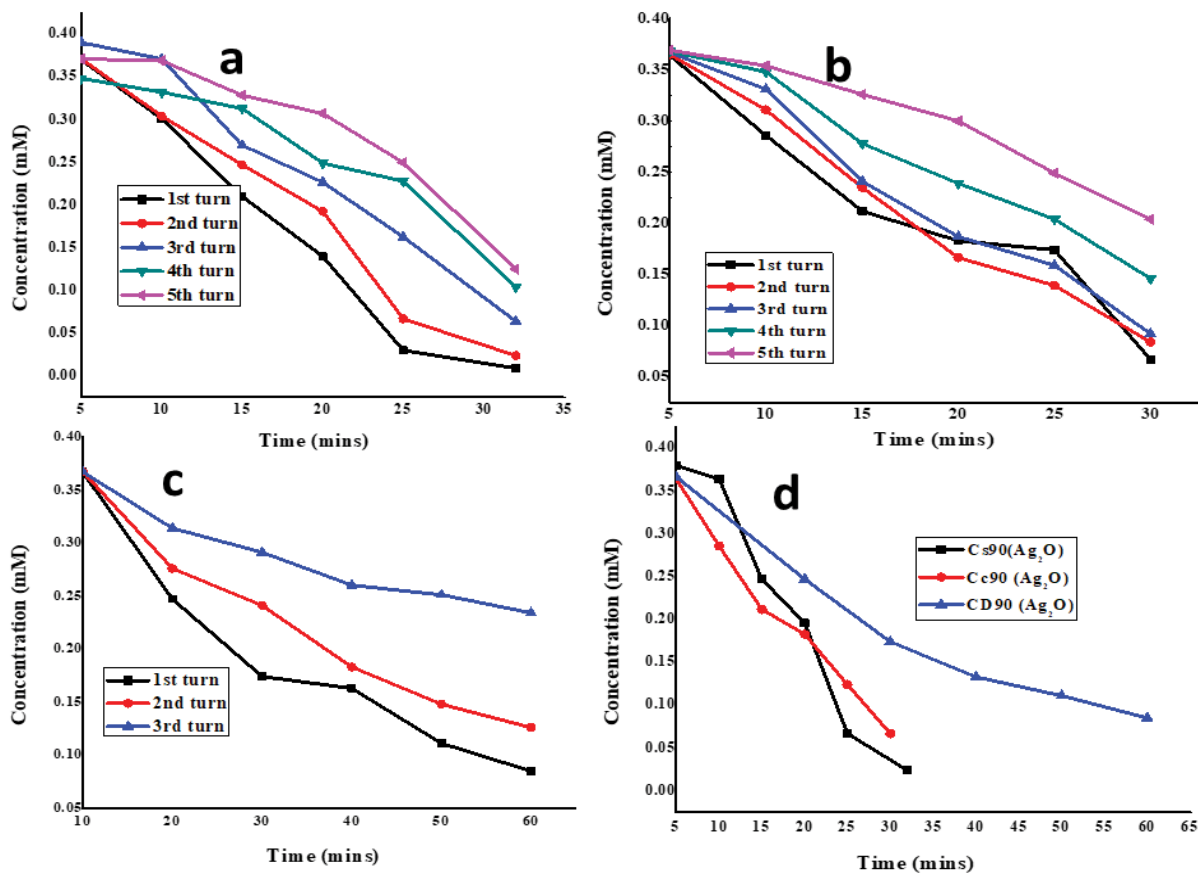 a
0.40
0.35
0.30
0.25
0.20
0.15
0.10
0.05
0.00
Concentration (mM)
1st turn
2nd turn
3rd turn
4th turn
5th turn
5 10 15 20 25 30 35
Time (mins)
b
0.40
0.35
0.30
0.25
0.20
0.15
0.10
0.05
Concentration (mM)
1st turn
2nd turn
3rd turn
4th turn
5th turn
5 10 15 20 25 30
Time (mins)
c
0.40
0.35
0.30
0.25
0.20
0.15
0.10
0.05
Concentration (mM)
1st turn
2nd turn
3rd turn
10 20 30 40 50 60
Time (mins)
d
0.40
0.35
0.30
0.25
0.20
0.15
0.10
0.05
0.00
Concentration (mM)
Cs90(Ag₂O)
Cc90 (Ag₂O)
CD90 (Ag₂O)
5 10 15 20 25 30 35 40 45 50 55 60 65
Time (mins)